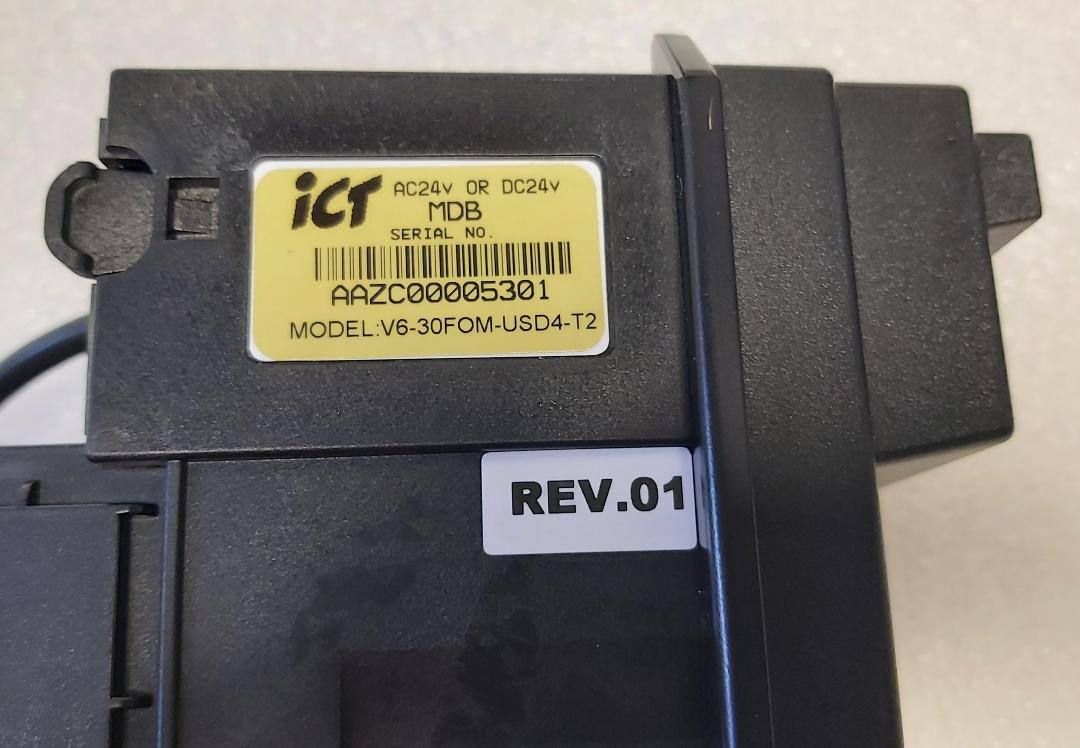 iCT AC24V OR DC24V
MDB
SERIAL NO.
AAZC00005301
MODEL:V6-30FOM-USD4-T2
REV.01